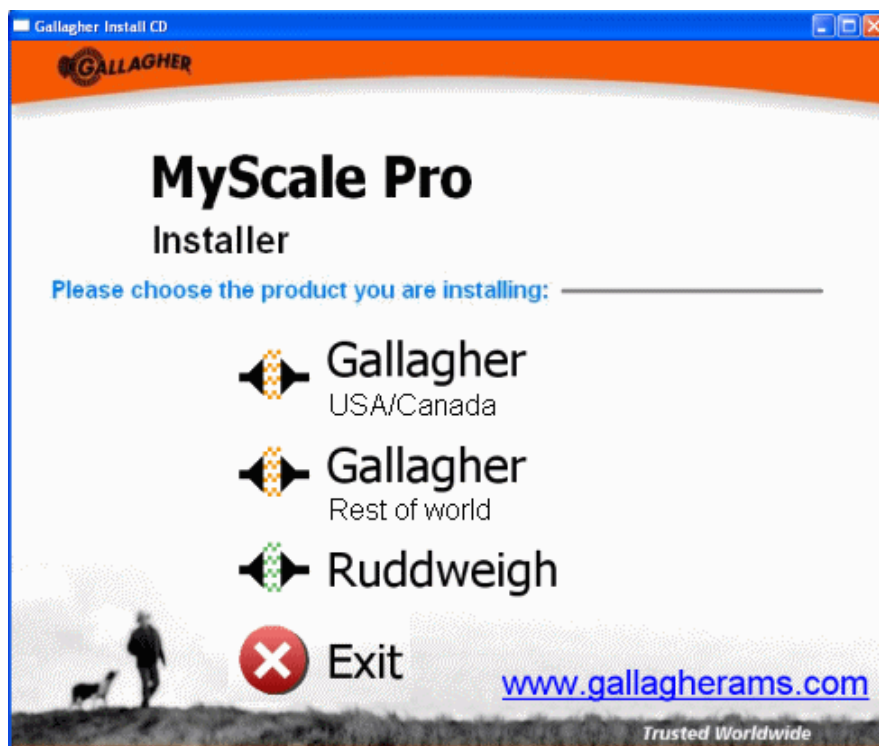 Gallagher Install CD
GALLAGHER
MyScale Pro
Installer
Please choose the product you are installing:
Gallagher
USA/Canada
Gallagher
Rest of world
Ruddweigh
Exit
www.gallagherams.com
Trusted Worldwide